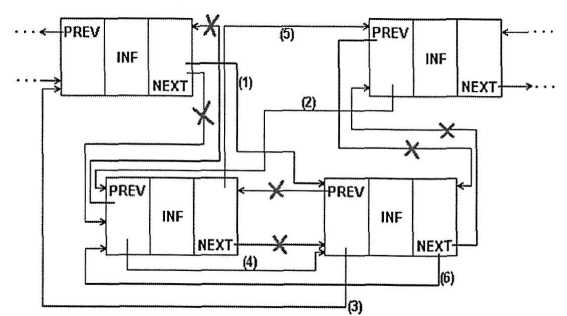 PREV INF NEXT
(5)
PREV INF NEXT
(1)
(2)
PREV INF NEXT
PREV INF NEXT
(4)
(6)
(3)